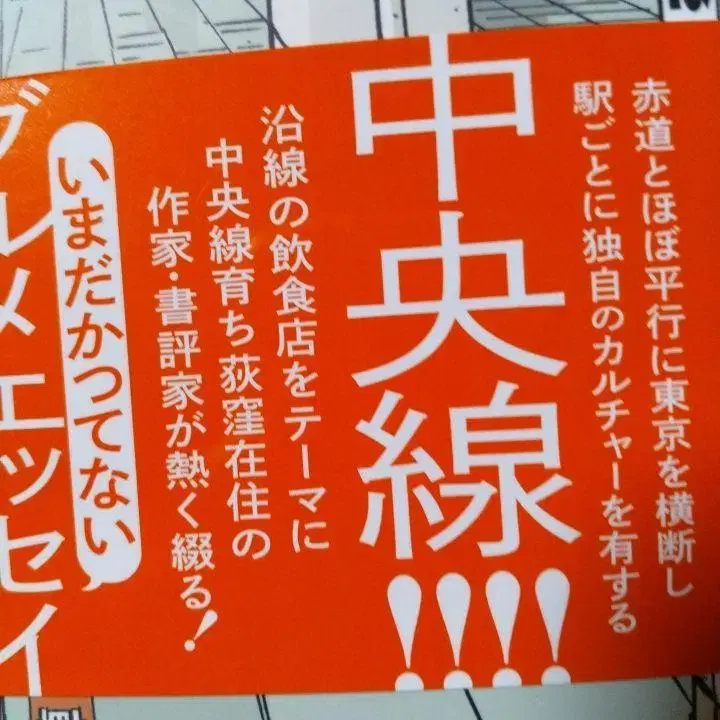 赤道とほぼ平行に東京を横断し
駅ごとに独自のカルチャーを有する
中央線!!!!
沿線の飲食店をテーマに
中央線育ち荻窪在住の
作家・書評家が熱く綴る!
いまだかつてない
グルメエッセイ